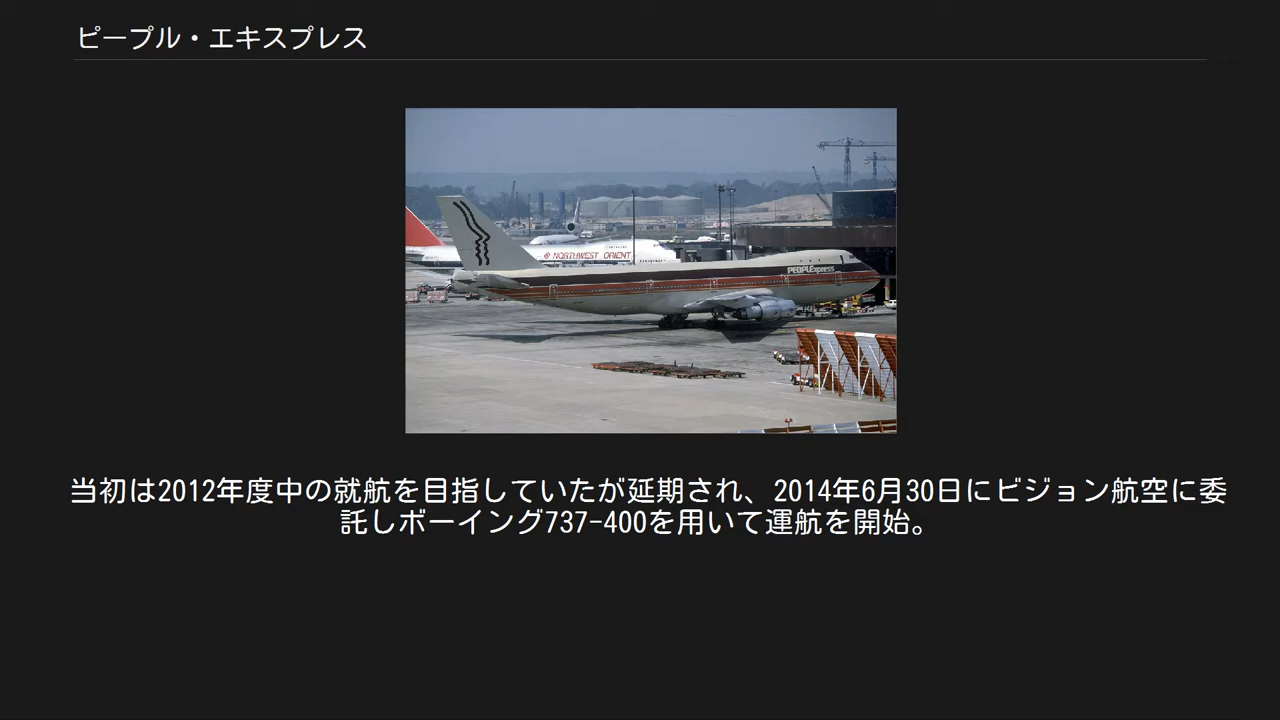 ピープル・エキスプレス
NORTHWEST ORIENT
PEOPLExpress
当初は2012年度中の就航を目指していたが延期され、2014年6月30日にビジョン航空に委
託しボーイング737-400を用いて運航を開始。